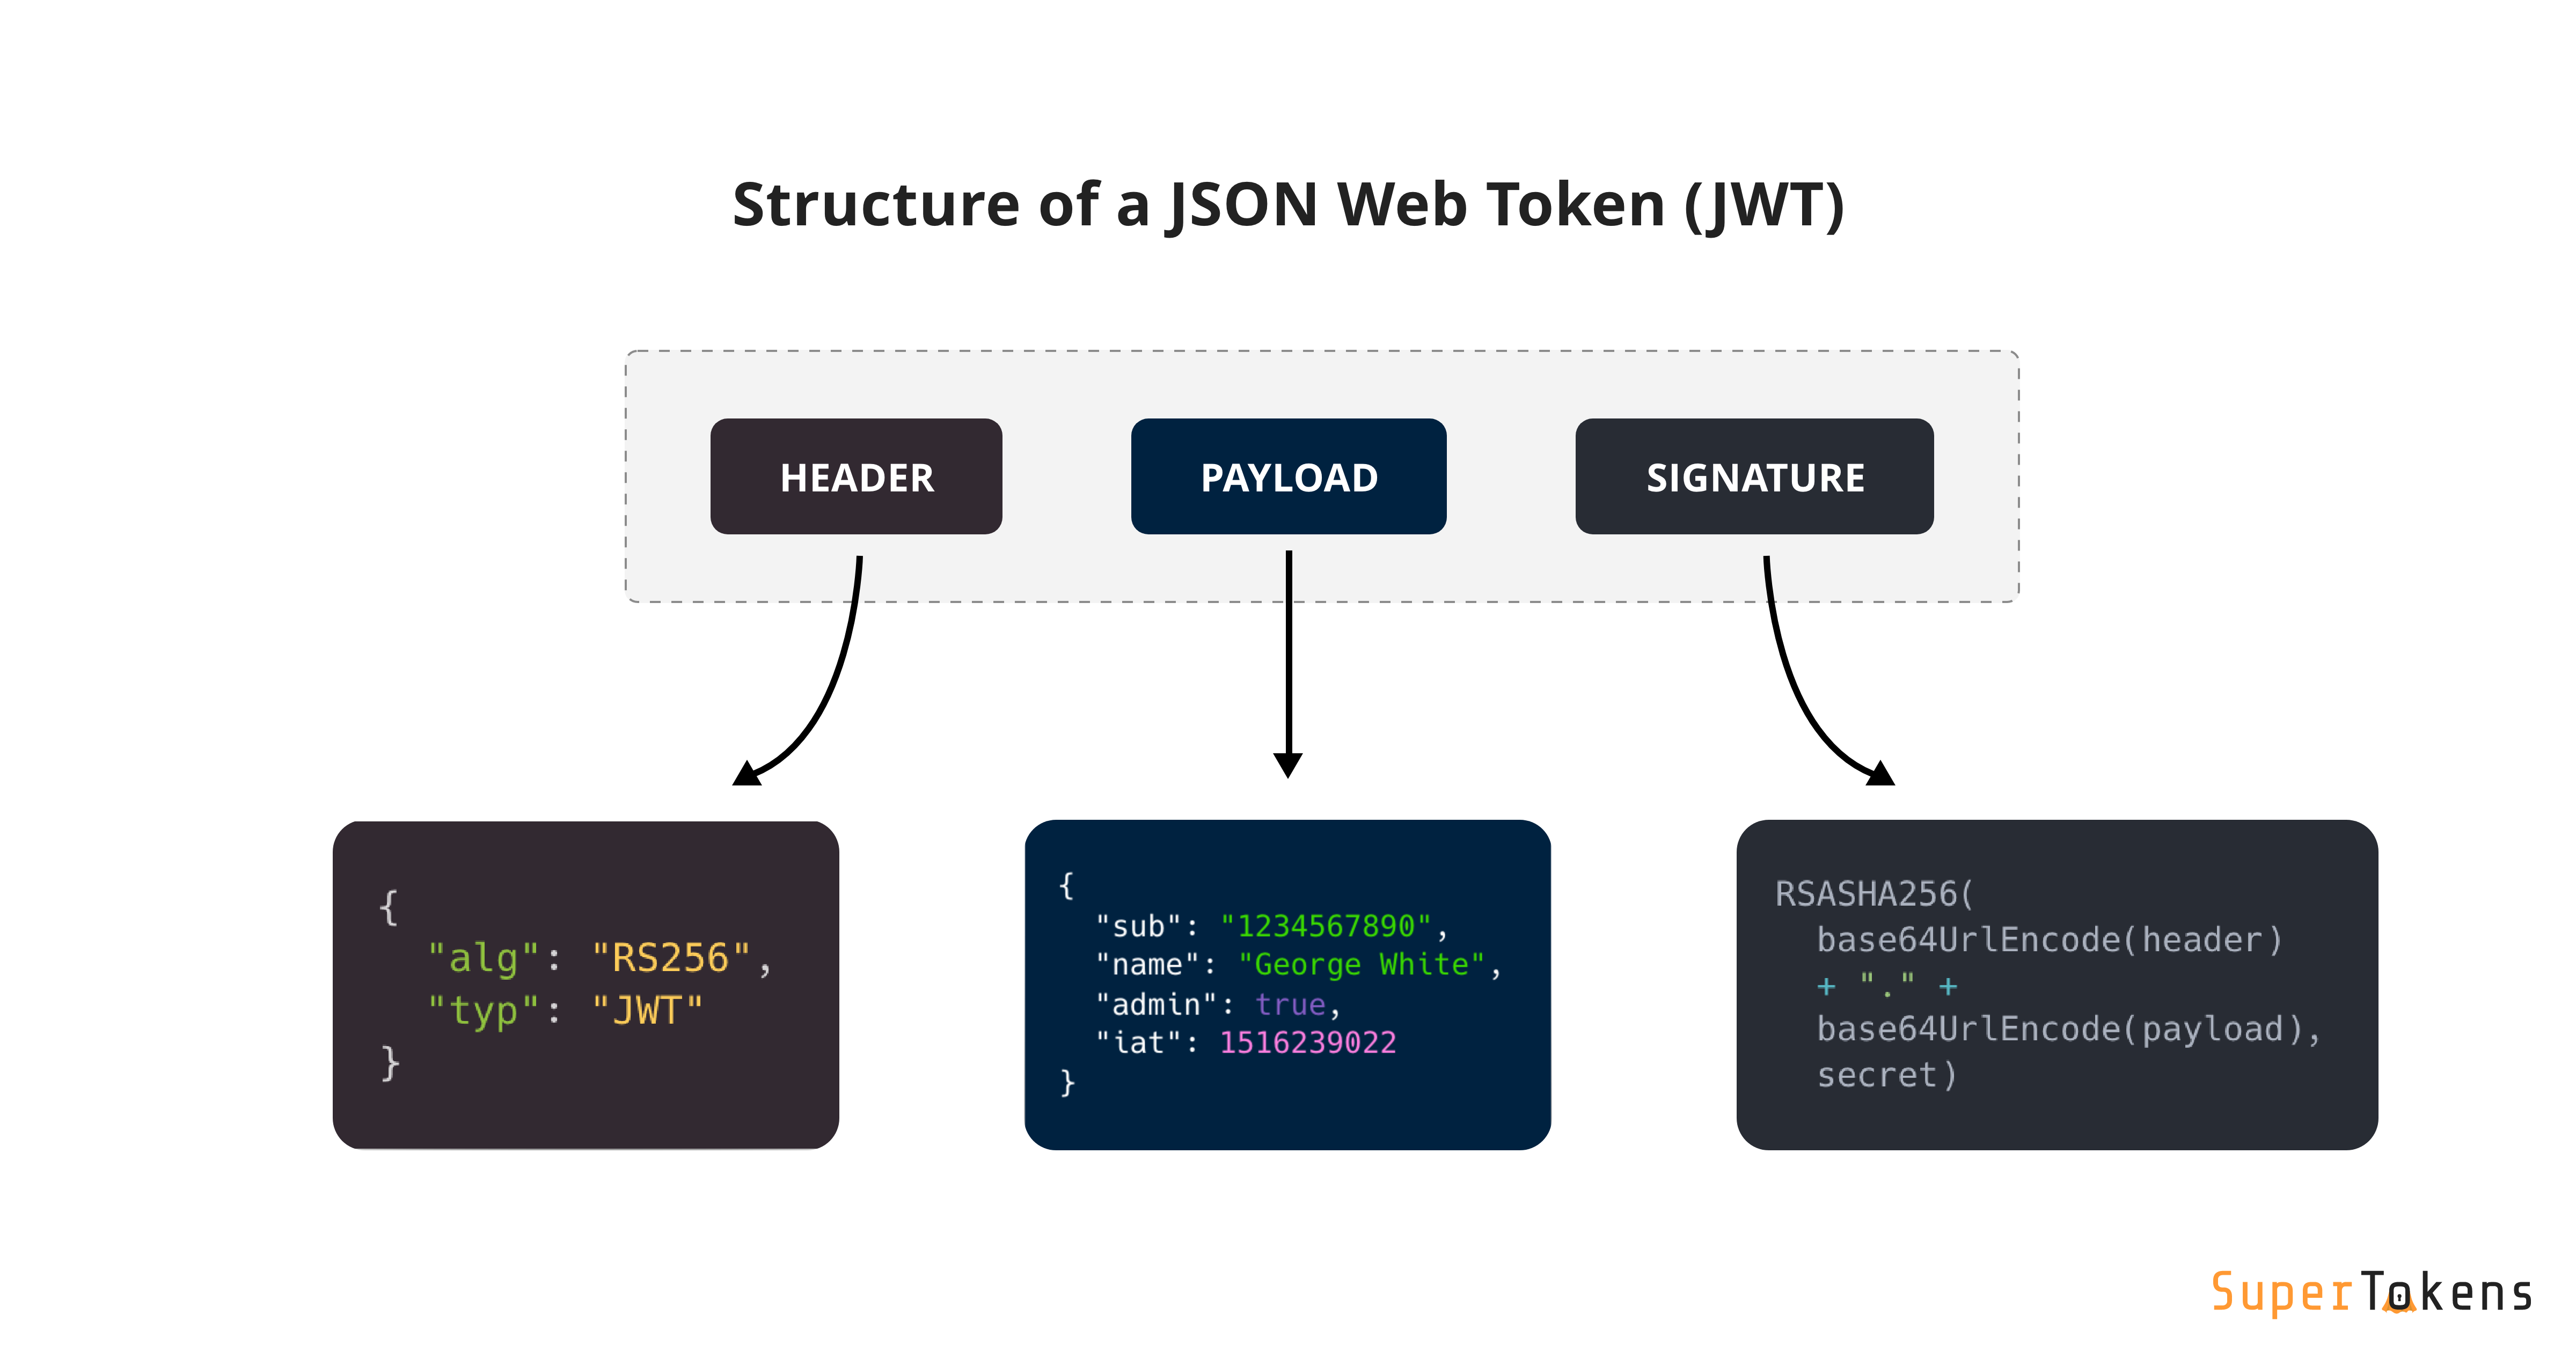 Structure of a JSON Web Token (JWT)
HEADER
PAYLOAD
SIGNATURE
{
"alg": "RS256",
"typ": "JWT"
}
{
"sub": "1234567890",
"name": "George White",
"admin": true,
"iat": 1516239022
}
RSASHA256(
base64UrlEncode(header)
+ "." +
base64UrlEncode(payload),
secret)
SuperTokens